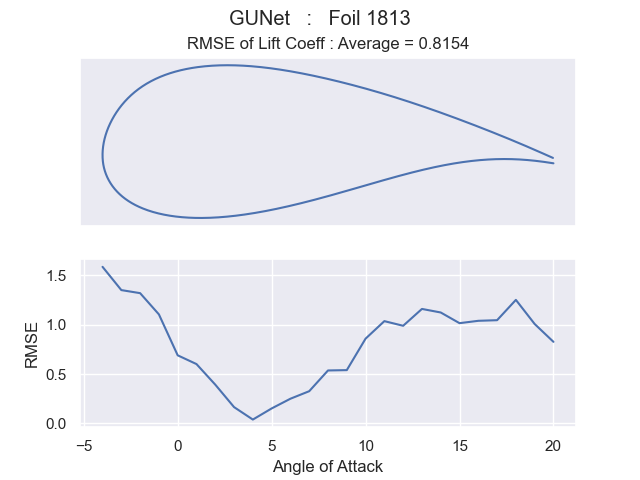 GUNet   :   Foil 1813
RMSE of Lift Coeff : Average = 0.8154
1.5
1.0
0.5
0.0
RMSE
−5 0 5 10 15 20
Angle of Attack